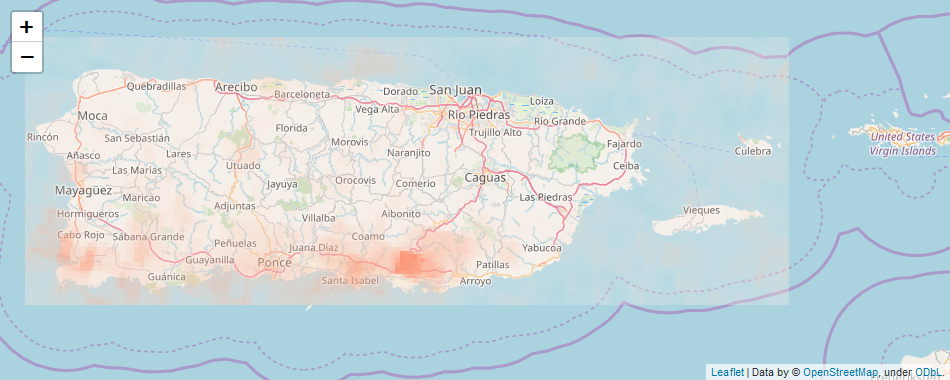 +
−
Quebradillas
Arecibo
Barceloneta
Dorado
San Juan
Loíza
Vega Alta
Río Piedras
Río Grande
Moca
Florida
Trujillo Alto
Rincón
San Sebastián
Morovis
Fajardo
United States
Virgin Islands
Añasco
Lares
Naranjito
Culebra
Las Marías
Utuado
Ceiba
Mayagüez
Jayuya
Orocovis
Comerío
Caguas
Maricao
Las Piedras
Hormigueros
Adjuntas
Villalba
Aibonito
Vieques
Cabo Rojo
Sábana Grande
Peñuelas
Juana Díaz
Coamo
Yabucoa
Guayanilla
Ponce
Patillas
Guánica
Santa Isabel
Arroyo
Leaflet | Data by © OpenStreetMap, under ODbL.